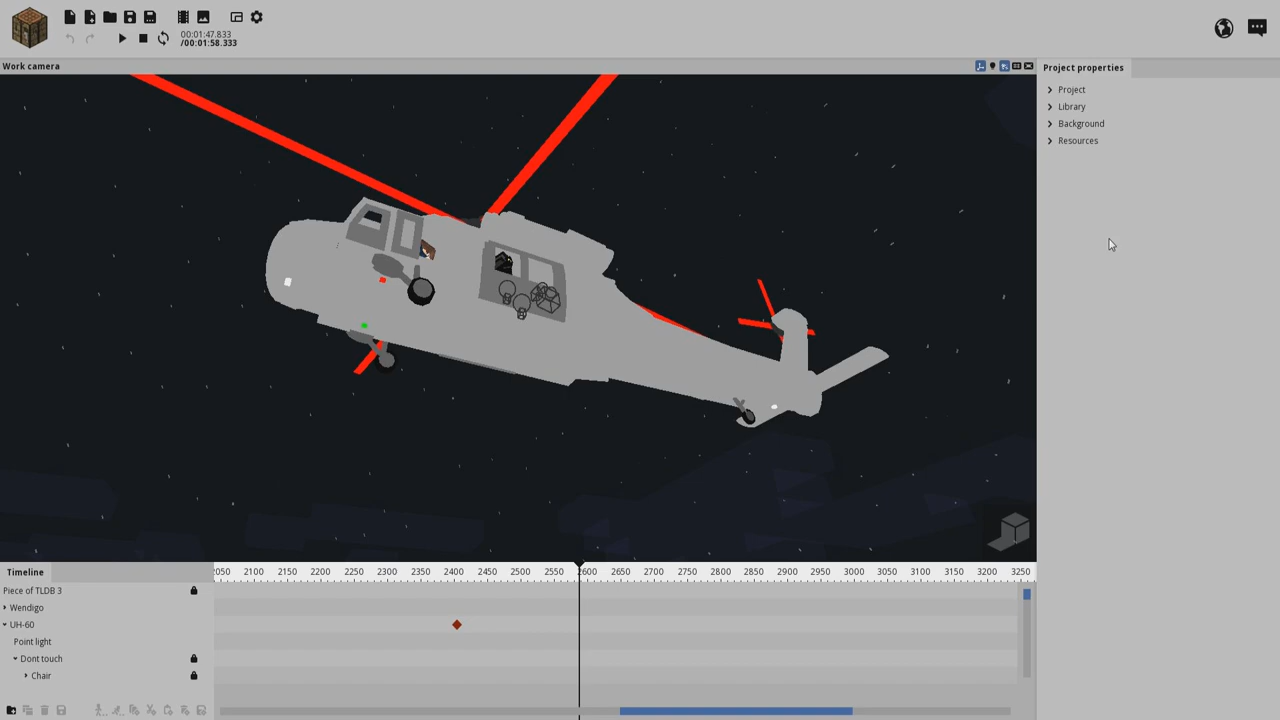 00:01:47.833
/00:01:58.333
Work camera
Project properties
Project
Library
Background
Resources
Timeline
2050 2100 2150 2200 2250 2300 2350 2400 2450 2500 2550 2600 2650 2700 2750 2800 2850 2900 2950 3000 3050 3100 3150 3200 3250
Piece of TLDB 3
Wendigo
UH-60
Point light
Dont touch
Chair